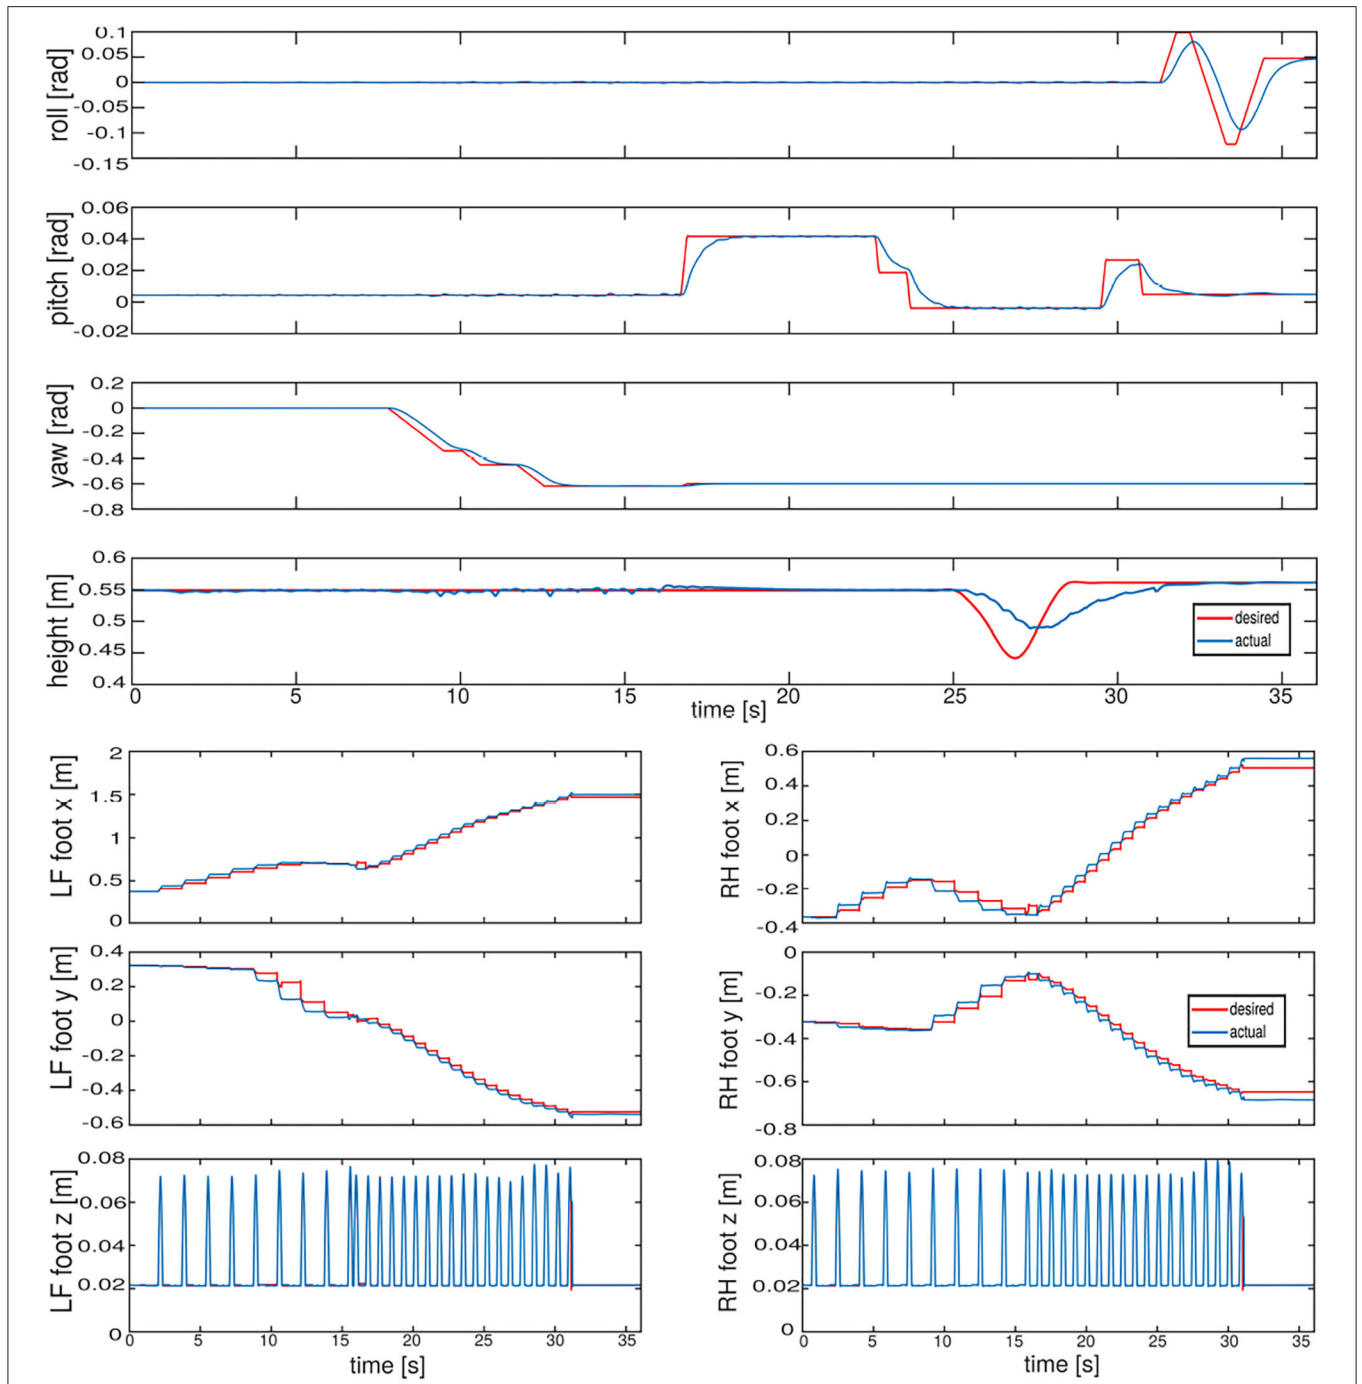 roll [rad]
0.1
0.05
0
-0.05
-0.1
-0.15
pitch [rad]
0.06
0.04
0.02
0
-0.02
yaw [rad]
0.2
0
-0.2
-0.4
-0.6
-0.8
height [m]
0.6
0.55
0.5
0.45
0.4
desired
actual
0 5 10 15 20 25 30 35
time [s]
LF foot x [m]
2
1.5
1
0.5
0
RH foot x [m]
0.6
0.4
0.2
0
-0.2
-0.4
LF foot y [m]
0.4
0.2
0
-0.2
-0.4
-0.6
RH foot y [m]
0
-0.2
-0.4
-0.6
-0.8
desired
actual
LF foot z [m]
0.08
0.06
0.04
0.02
0
0 5 10 15 20 25 30 35
time [s]
RH foot z [m]
0.08
0.06
0.04
0.02
0
0 5 10 15 20 25 30 35
time [s]